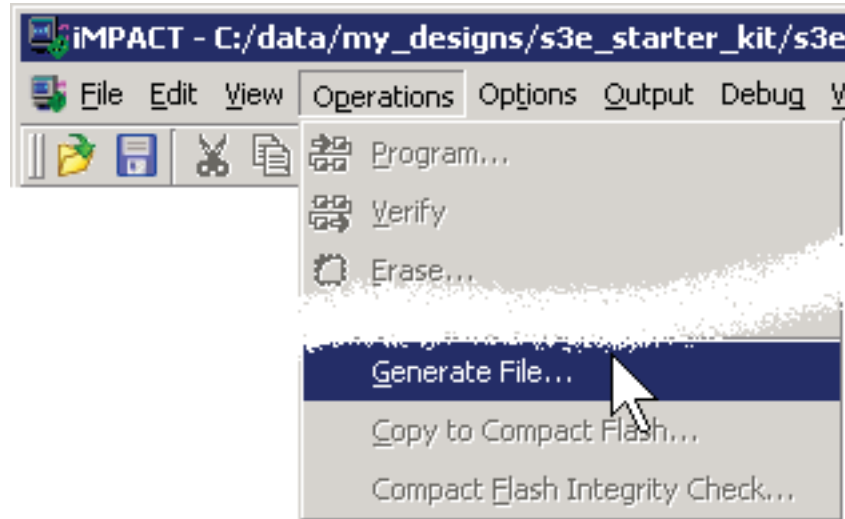 iMPACT - C:/data/my_designs/s3e_starter_kit/s3e
File Edit View Operations Options Output Debug
Program...
Verify
Erase...
Generate File...
Copy to Compact Flash...
Compact Flash Integrity Check...